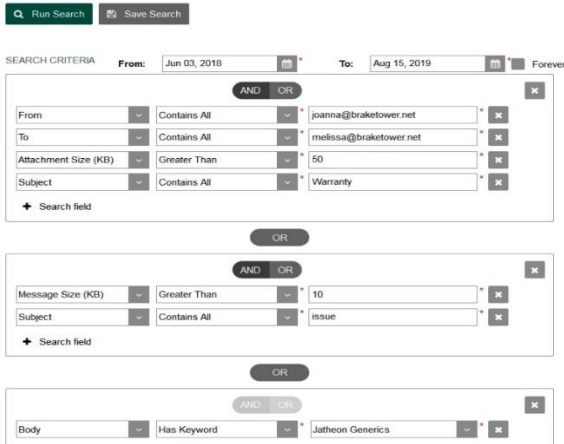 Run Search Save Search
SEARCH CRITERIA From: Jun 03, 2018 * To: Aug 15, 2019 * Forever
AND OR
From Contains All * joanna@braketower.net *
To Contains All * melissa@braketower.net *
Attachment Size (KB) Greater Than * 50 *
Subject Contains All * Warranty *
+ Search field
OR
AND OR
Message Size (KB) Greater Than * 10 *
Subject Contains All * issue *
+ Search field
OR
AND OR
Body Has Keyword * Jatheon Generics *